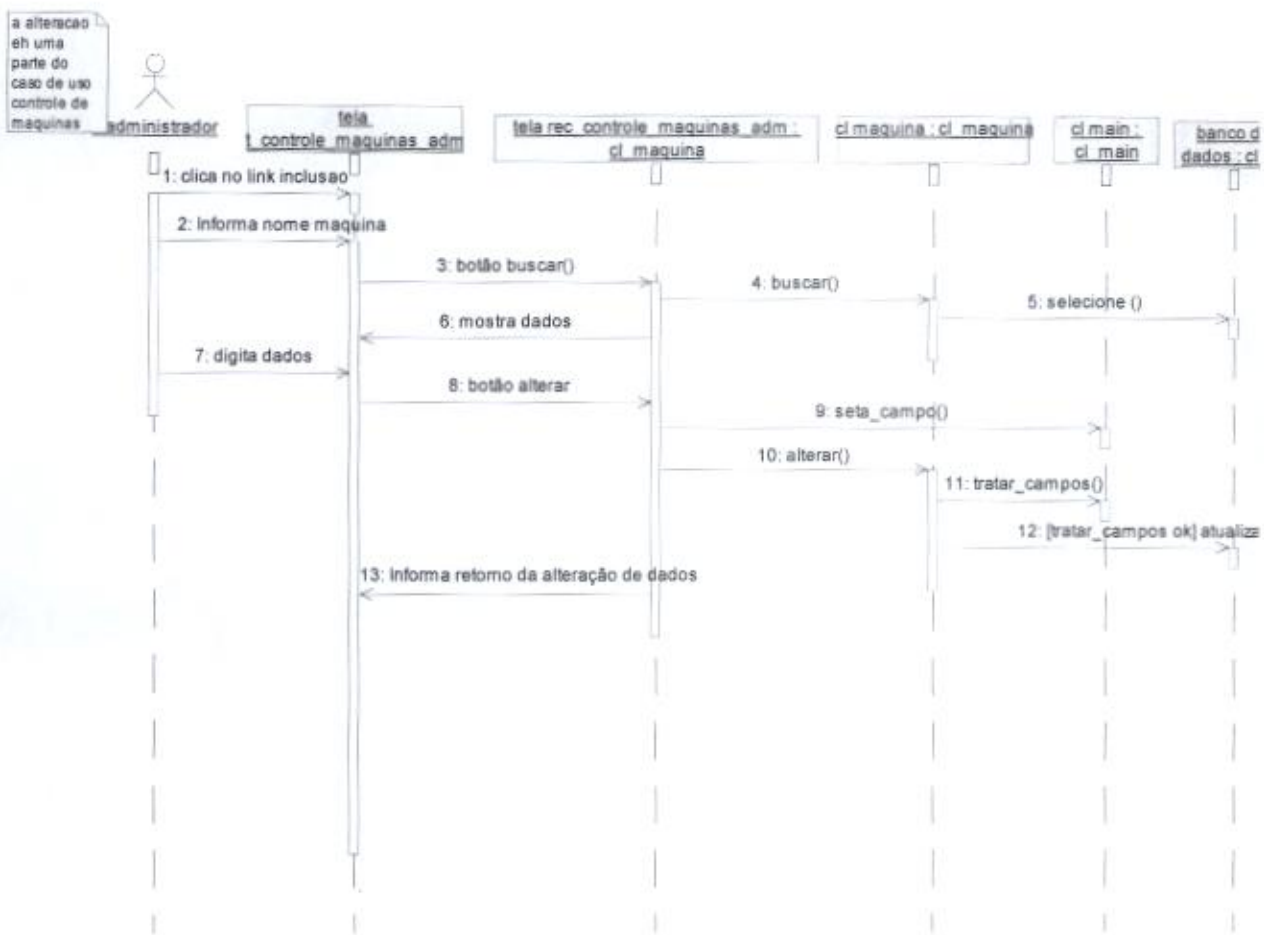 a alteracao
eh uma
parte do
caso de uso
controle de
maquinas
administrador
tela
t_controle_maquinas_adm
tela rec_controle_maquinas_adm :
cl_maquina
cl maquina : cl_maquina
cl main :
cl_main
banco d
dados : cl
1: clica no link inclusao
2: Informa nome maquina
3: botão buscar()
4: buscar()
5: selecione ()
6: mostra dados
7: digita dados
8: botão alterar
9: seta_campo()
10: alterar()
11: tratar_campos()
12: [tratar_campos ok] atualiza
13: Informa retorno da alteração de dados